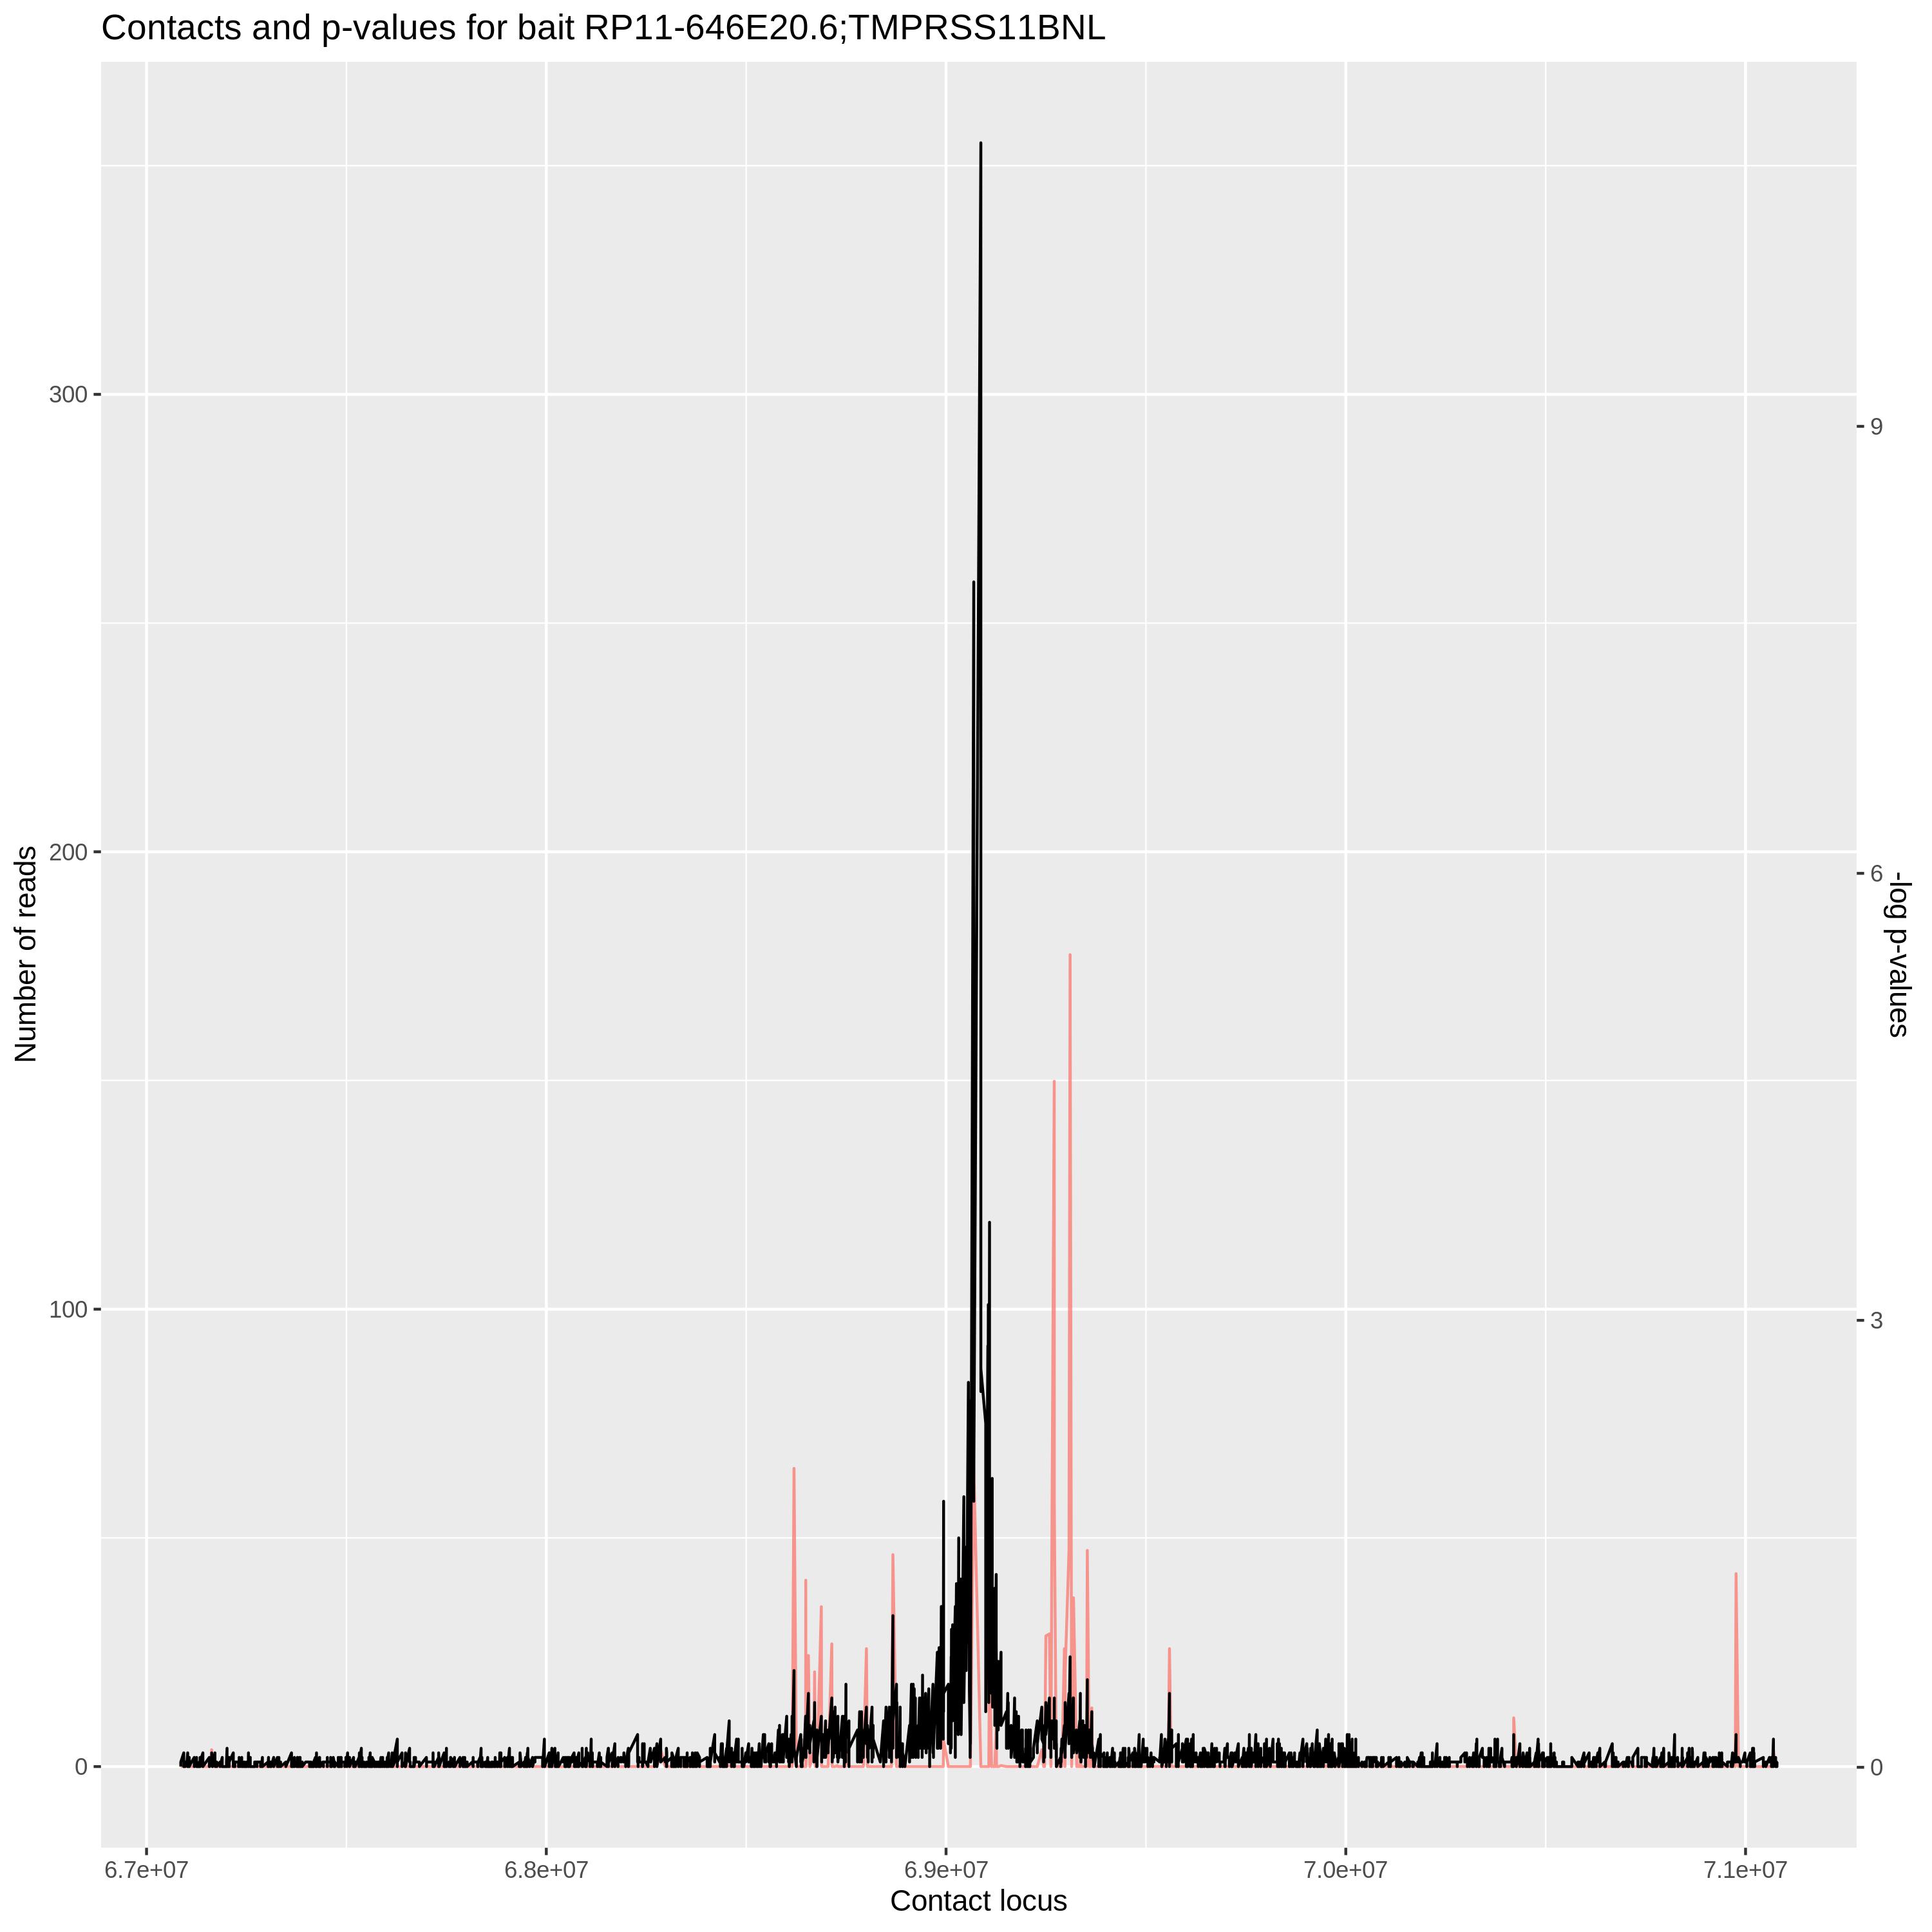 Contacts and p-values for bait RP11-646E20.6;TMPRSS11BNL
Number of reads
300
200
100
0
9
6
3
0
-log p-values
6.7e+07 6.8e+07 6.9e+07 7.0e+07 7.1e+07
Contact locus